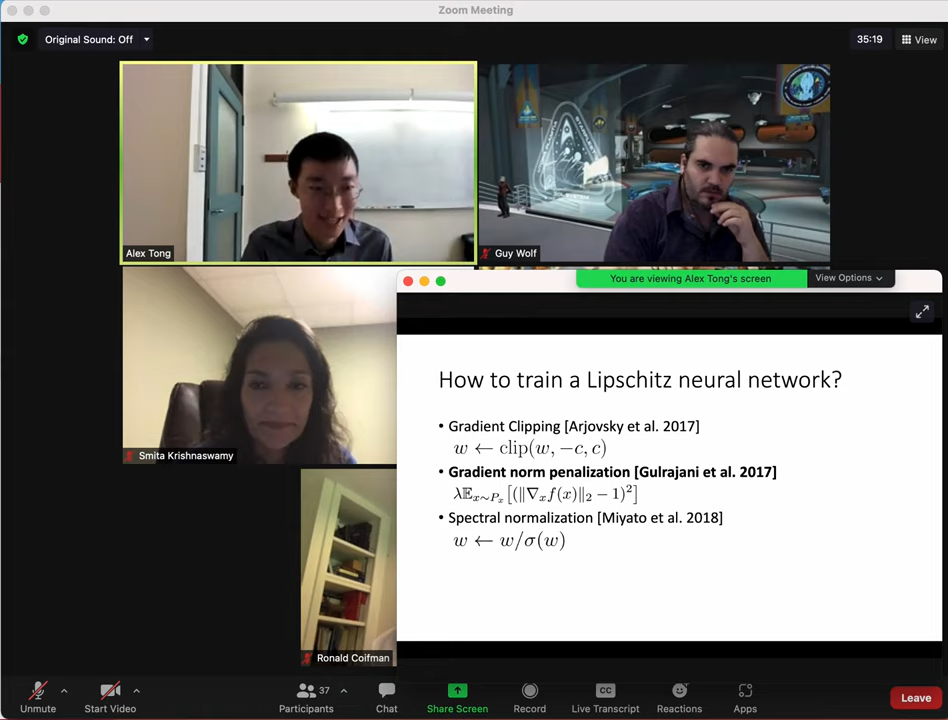 Zoom Meeting
Original Sound: Off
35:19
View
Alex Tong
Guy Wolf
You are viewing Alex Tong's screen
View Options
Smita Krishnaswamy
How to train a Lipschitz neural network?
• Gradient Clipping [Arjovsky et al. 2017]
w ← clip(w, −c, c)
• Gradient norm penalization [Gulrajani et al. 2017]
λ𝔼ₓ∼Pₓ[(‖∇ₓf(x)‖₂ − 1)²]
• Spectral normalization [Miyato et al. 2018]
w ← w/σ(w)
Ronald Coifman
37
CC
Unmute
Start Video
Participants
Chat
Share Screen
Record
Live Transcript
Reactions
Apps
Leave